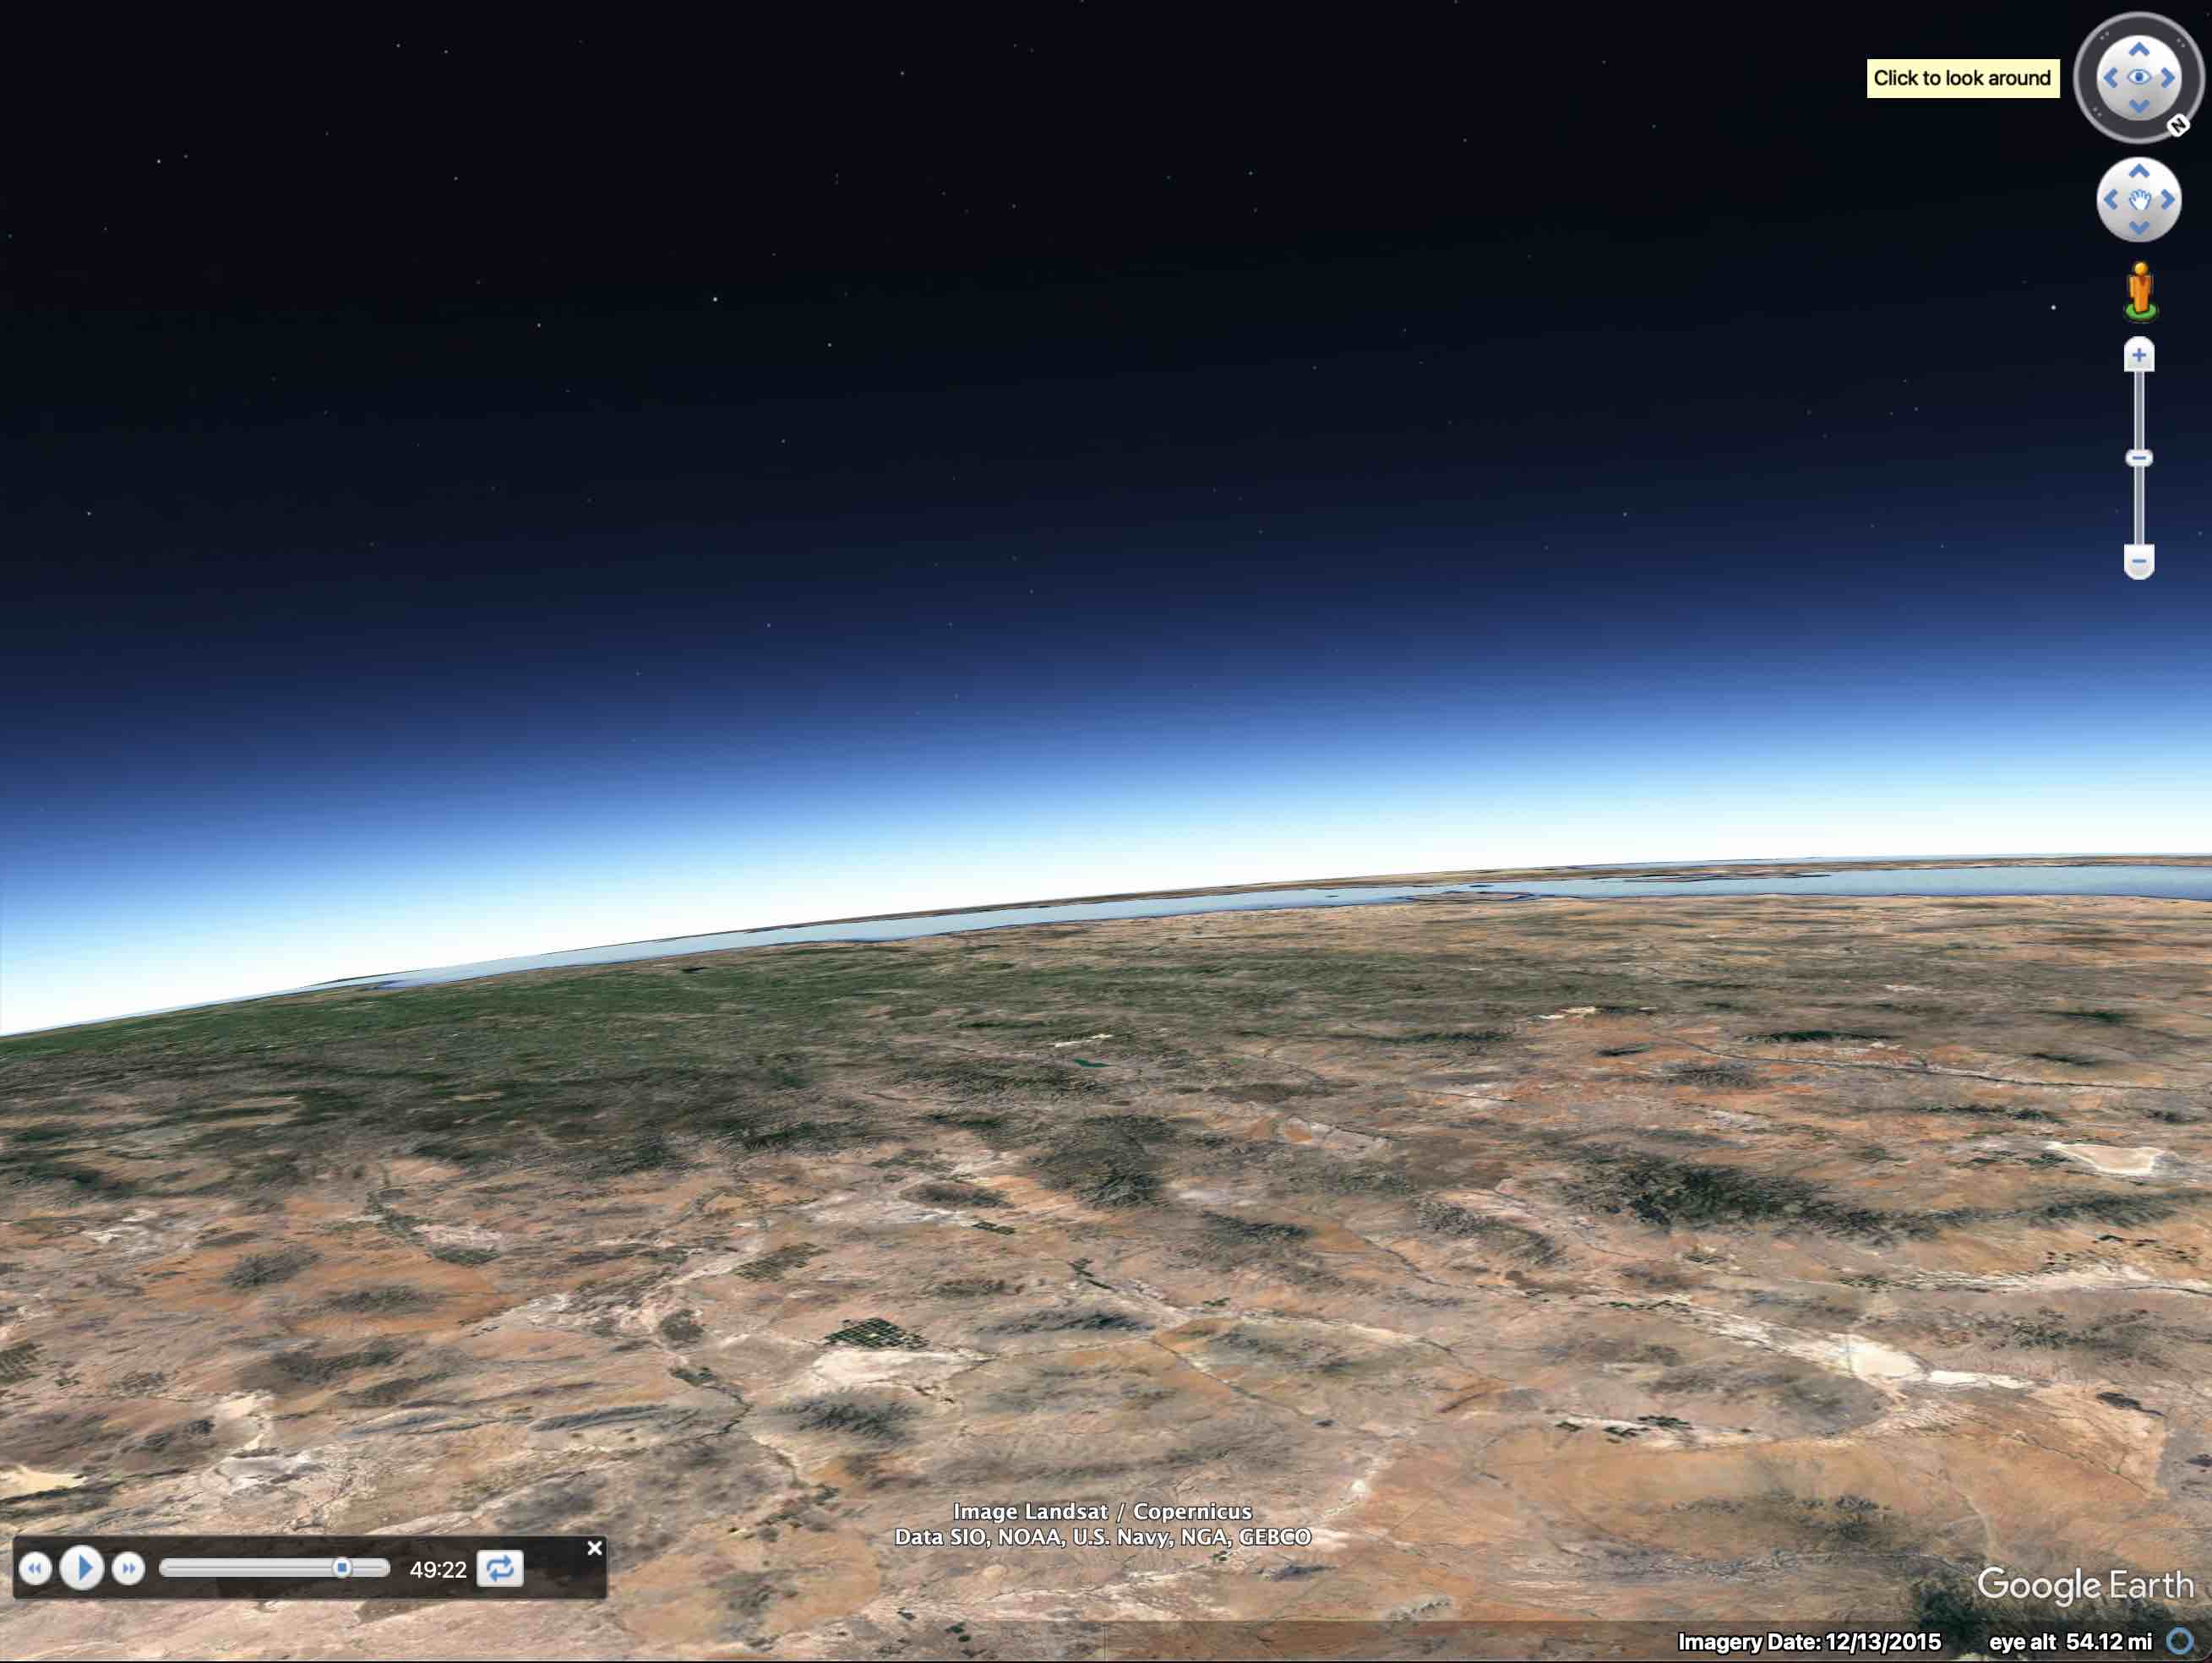 Click to look around
N
Image Landsat / Copernicus
Data SIO, NOAA, U.S. Navy, NGA, GEBCO
49:22
Google Earth
Imagery Date: 12/13/2015 eye alt 54.12 mi